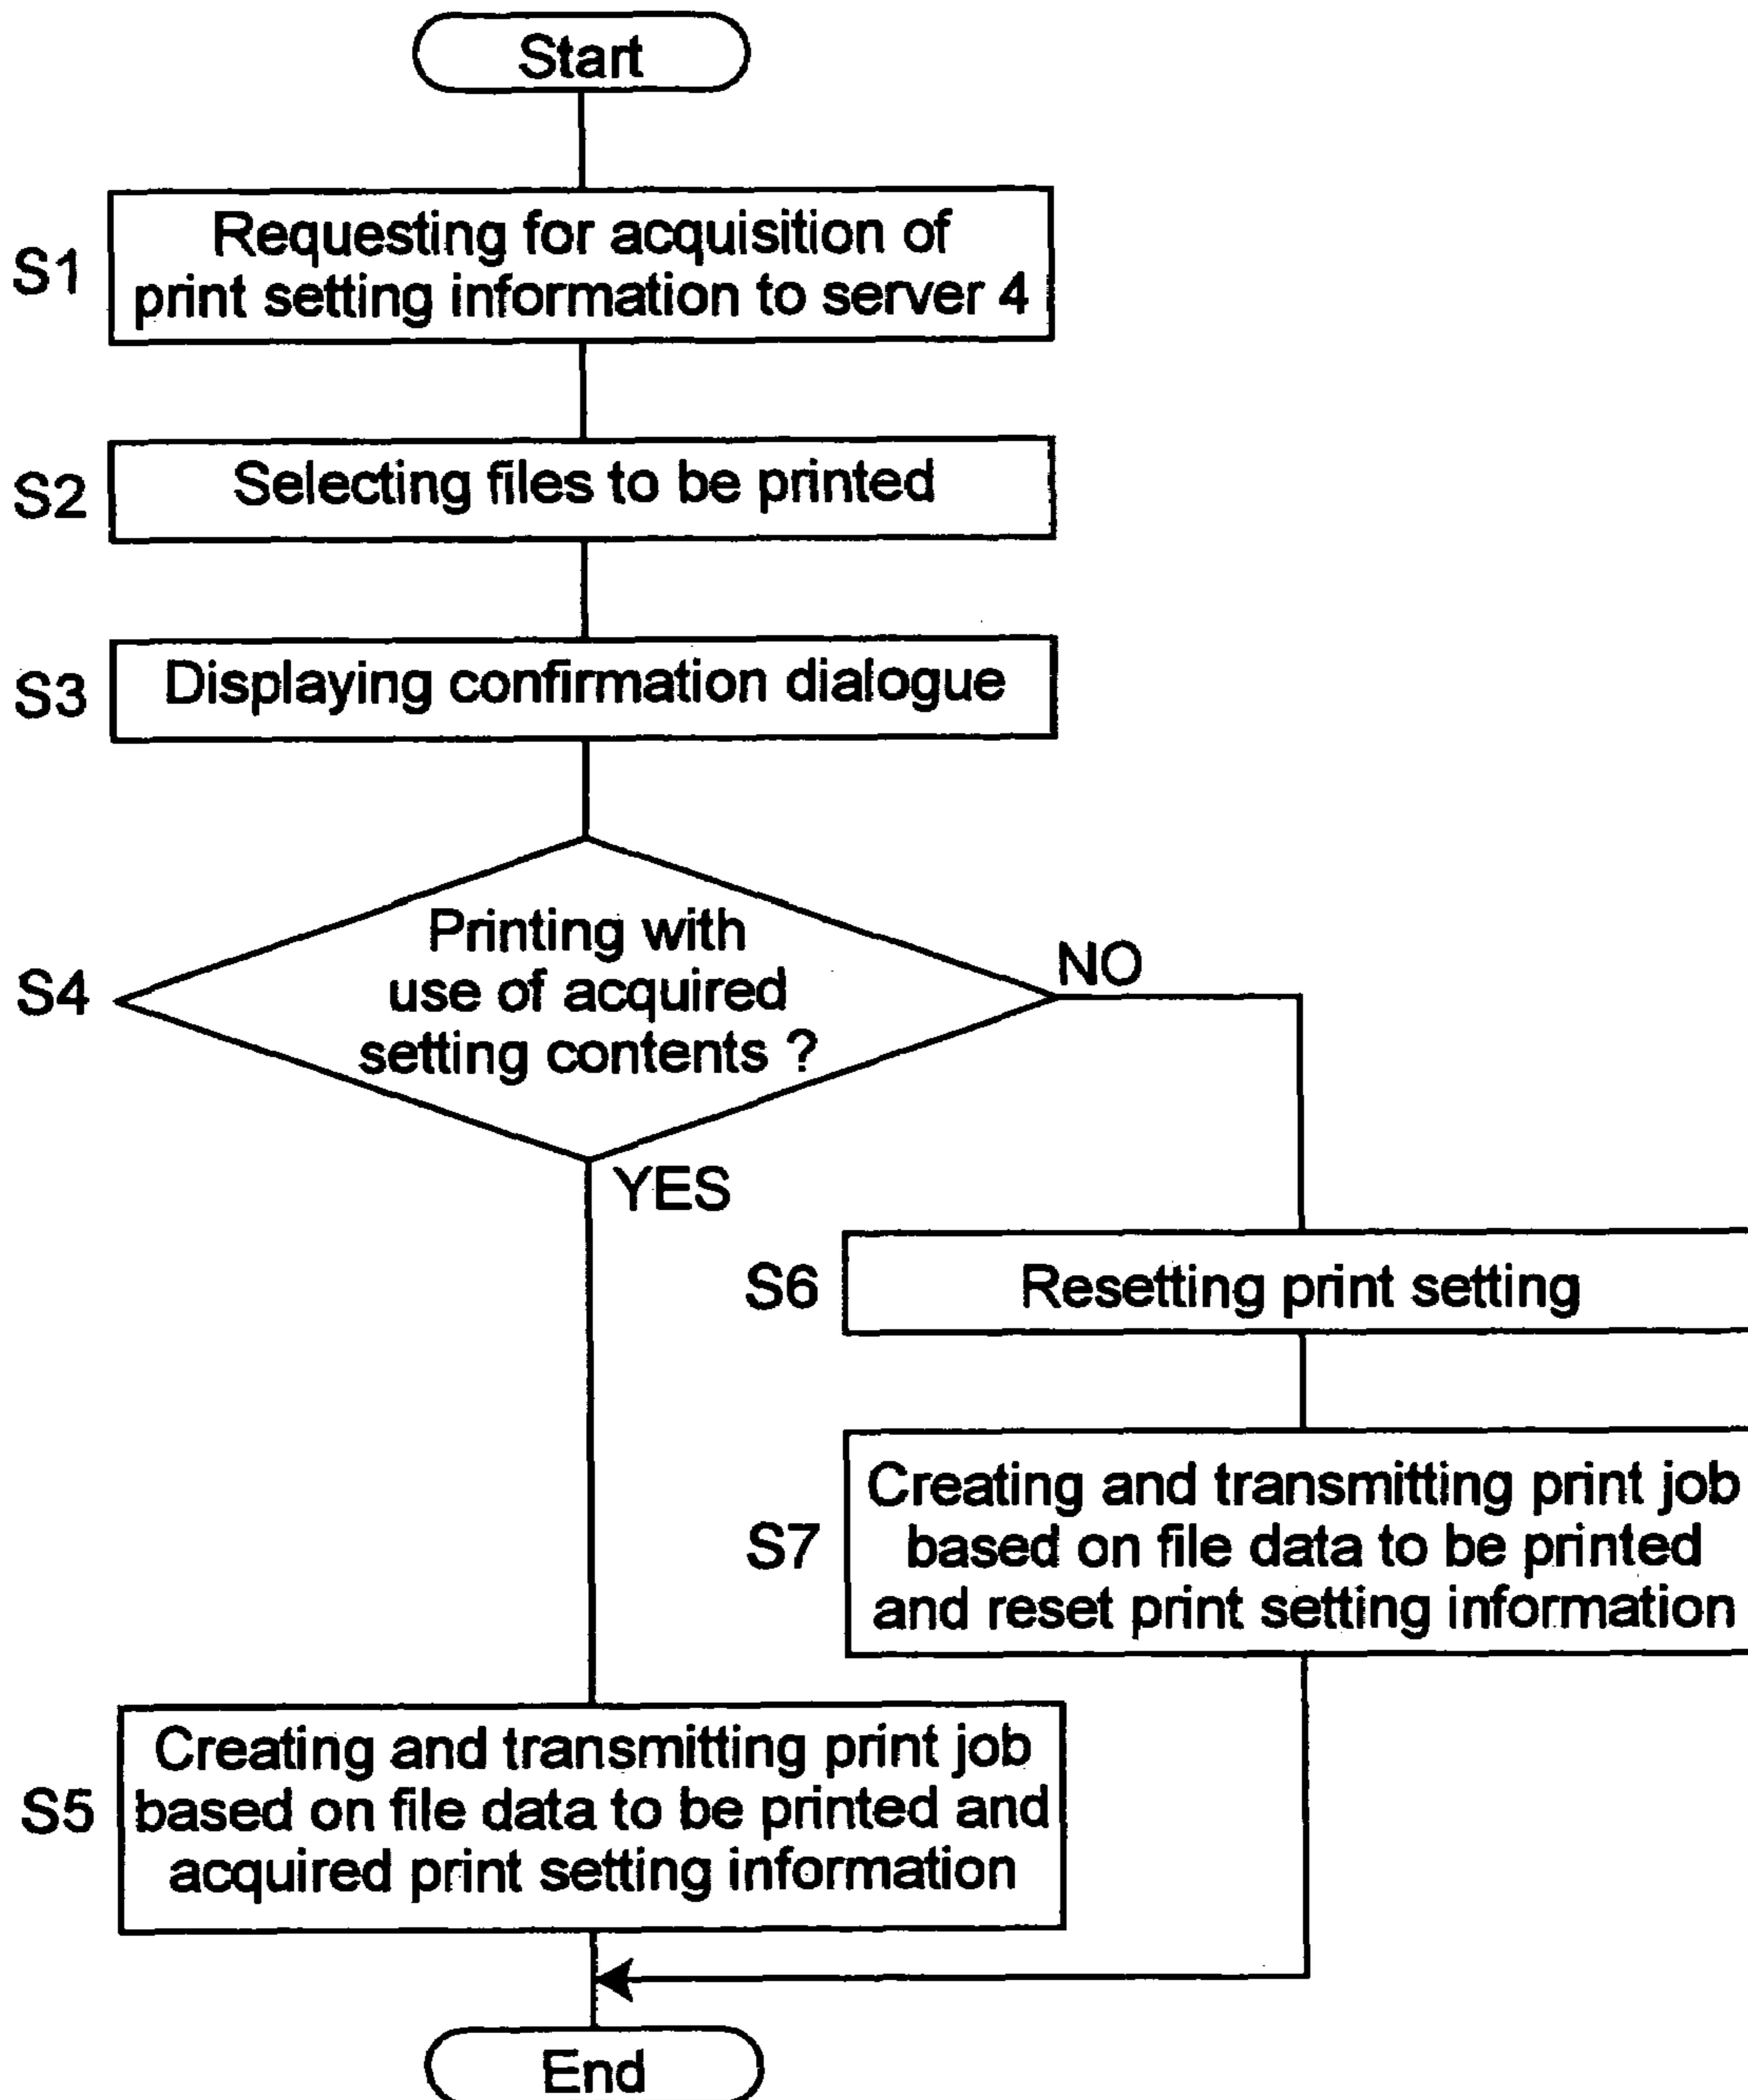 Start
S1
Requesting for acquisition of
print setting information to server 4
S2
Selecting files to be printed
S3
Displaying confirmation dialogue
S4
Printing with
use of acquired
setting contents ?
NO
YES
S6
Resetting print setting
S7
Creating and transmitting print job
based on file data to be printed
and reset print setting information
S5
Creating and transmitting print job
based on file data to be printed and
acquired print setting information
End